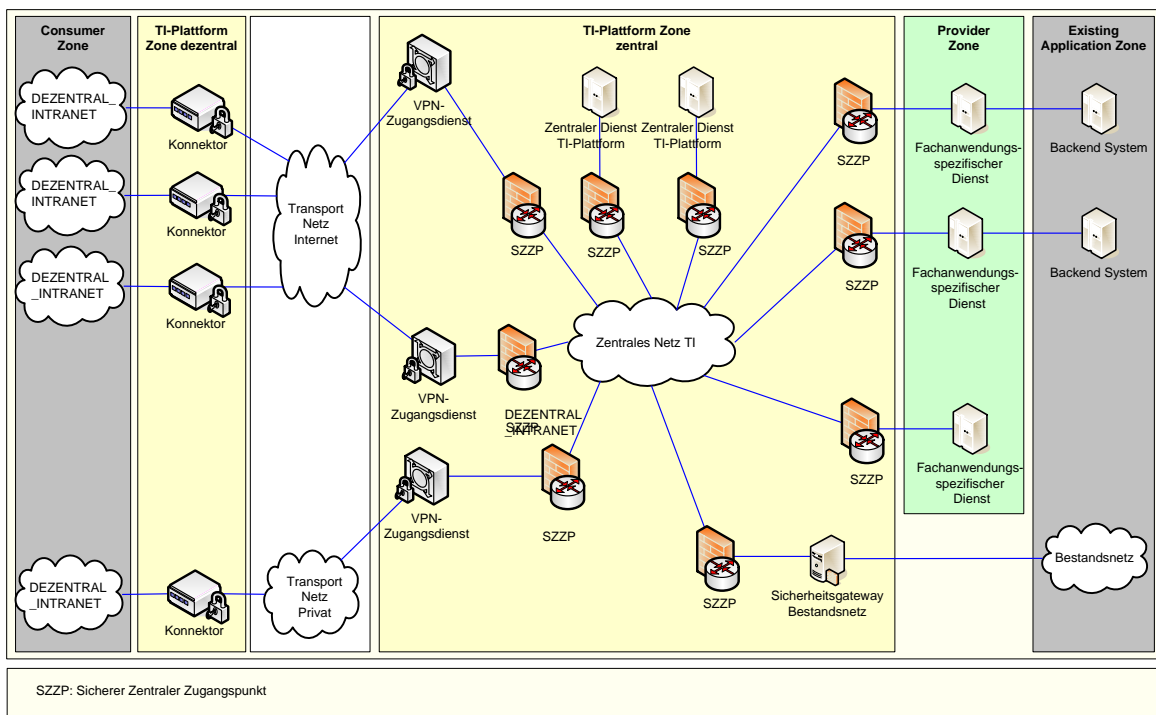 Consumer
Zone
TI-Plattform
Zone dezentral
TI-Plattform Zone
zentral
Provider
Zone
Existing
Application Zone
DEZENTRAL_
INTRANET
Konnektor
DEZENTRAL_
INTRANET
Konnektor
DEZENTRAL
_INTRANET
Konnektor
DEZENTRAL
_INTRANET
Konnektor
Transport
Netz
Internet
Transport
Netz
Privat
VPN-
Zugangsdienst
VPN-
Zugangsdienst
VPN-
Zugangsdienst
Zentraler Dienst
TI-Plattform
Zentraler Dienst
TI-Plattform
SZZP
SZZP
SZZP
Zentrales Netz TI
DEZENTRAL
_INTRANET
SZZP
SZZP
SZZP
SZZP
SZZP
SZZP
Sicherheitsgateway
Bestandsnetz
Fachanwendungs-
spezifischer
Dienst
Fachanwendungs-
spezifischer
Dienst
Fachanwendungs-
spezifischer
Dienst
Backend System
Backend System
Bestandsnetz
SZZP: Sicherer Zentraler Zugangspunkt